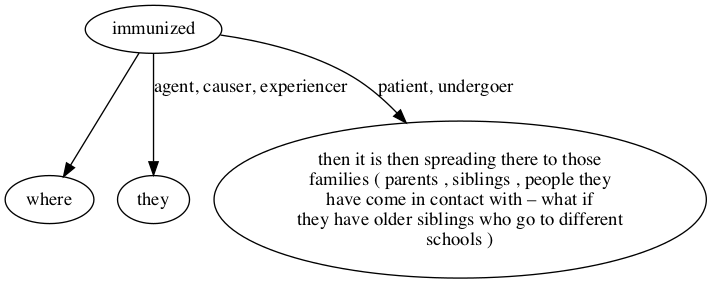 immunized
agent, causer, experiencer
patient, undergoer
where
they
then it is then spreading there to those
families ( parents , siblings , people they
have come in contact with – what if
they have older siblings who go to different
schools )